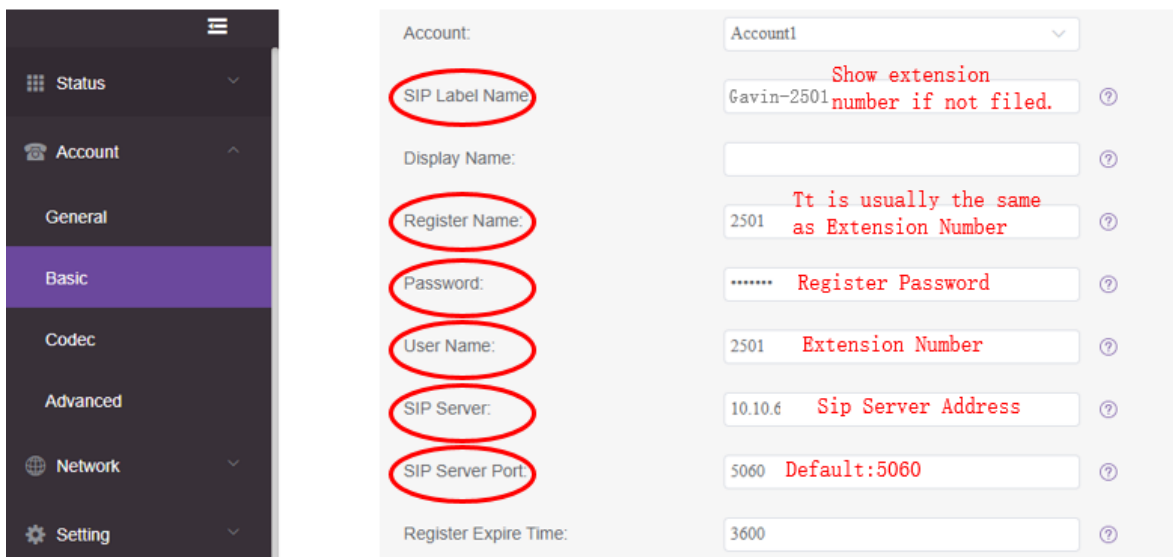 Status
Account
General
Basic
Codec
Advanced
Network
Setting
Account: Account1
SIP Label Name: Gavin-2501 Show extension
number if not filed.
Display Name:
Register Name: 2501 Tt is usually the same
as Extension Number
Password: ••••••• Register Password
User Name: 2501 Extension Number
SIP Server: 10.10.6 Sip Server Address
SIP Server Port: 5060 Default:5060
Register Expire Time: 3600